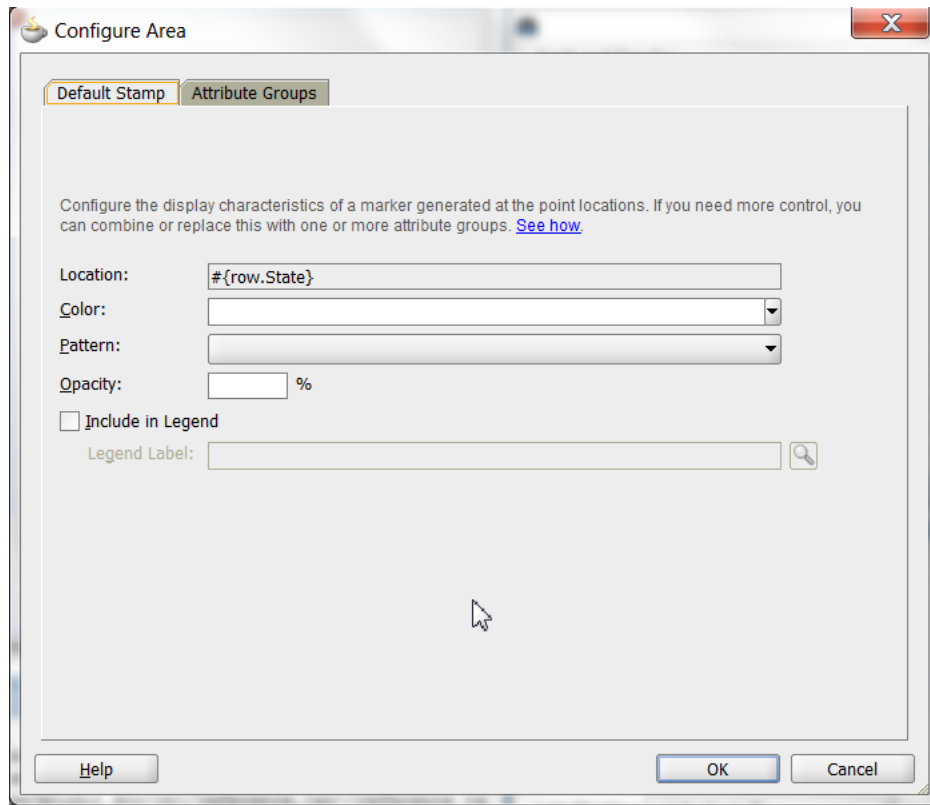 Configure Area
Default Stamp Attribute Groups
Configure the display characteristics of a marker generated at the point locations. If you need more control, you
can combine or replace this with one or more attribute groups. See how.
Location: #{row.State}
Color:
Pattern:
Opacity: %
Include in Legend
Legend Label:
Help OK Cancel